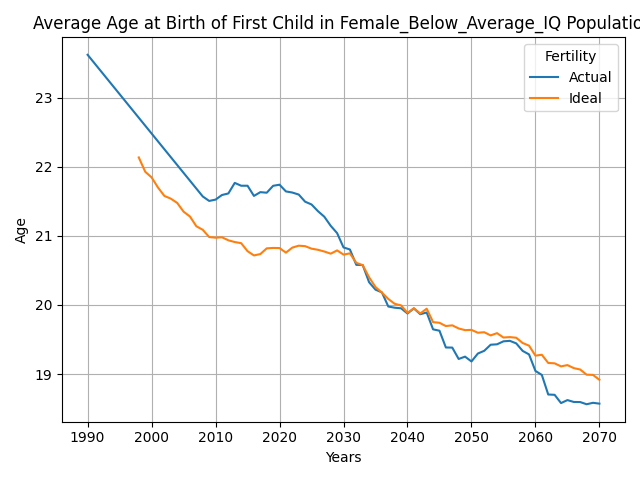 Average Age at Birth of First Child in Female_Below_Average_IQ Populatio
Fertility
Actual
Ideal
Age
23
22
21
20
19
1990 2000 2010 2020 2030 2040 2050 2060 2070
Years